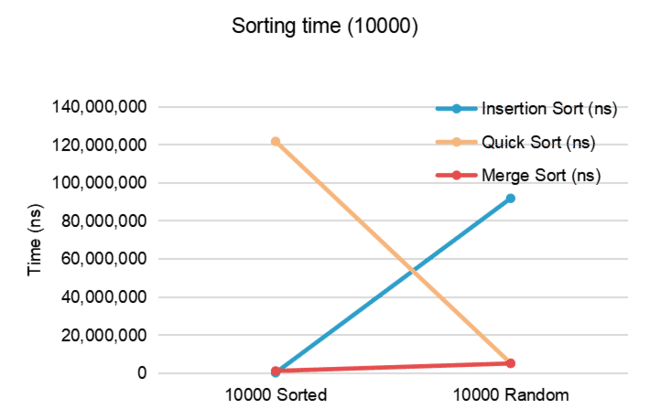 Sorting time (10000)
140,000,000
120,000,000
100,000,000
80,000,000
60,000,000
40,000,000
20,000,000
0
Time (ns)
Insertion Sort (ns)
Quick Sort (ns)
Merge Sort (ns)
10000 Sorted
10000 Random